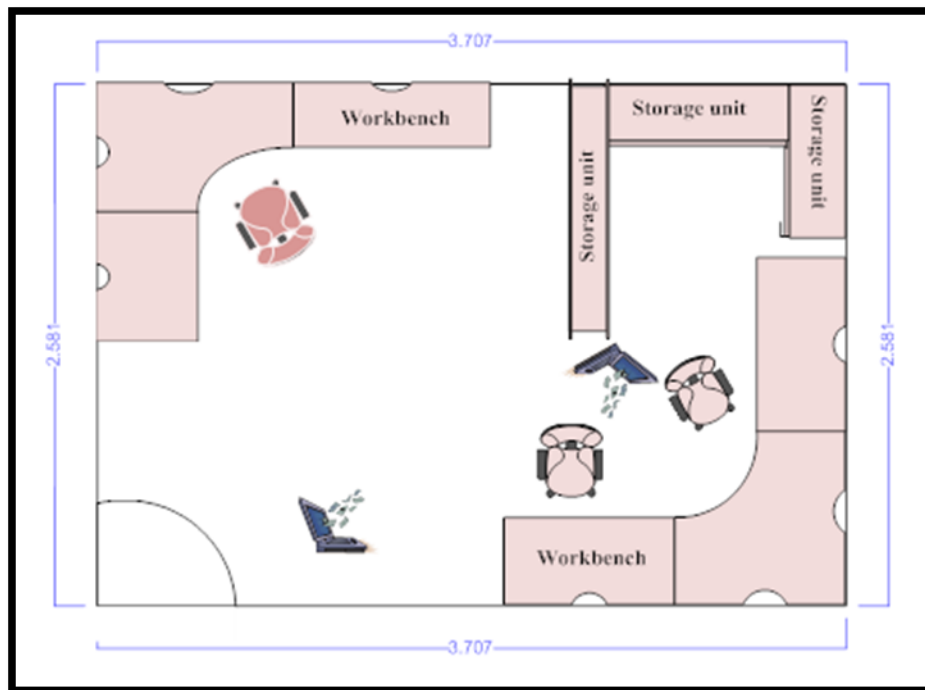 3.707
Workbench
Storage unit
Storage unit
Storage unit
2.581
2.581
Workbench
3.707